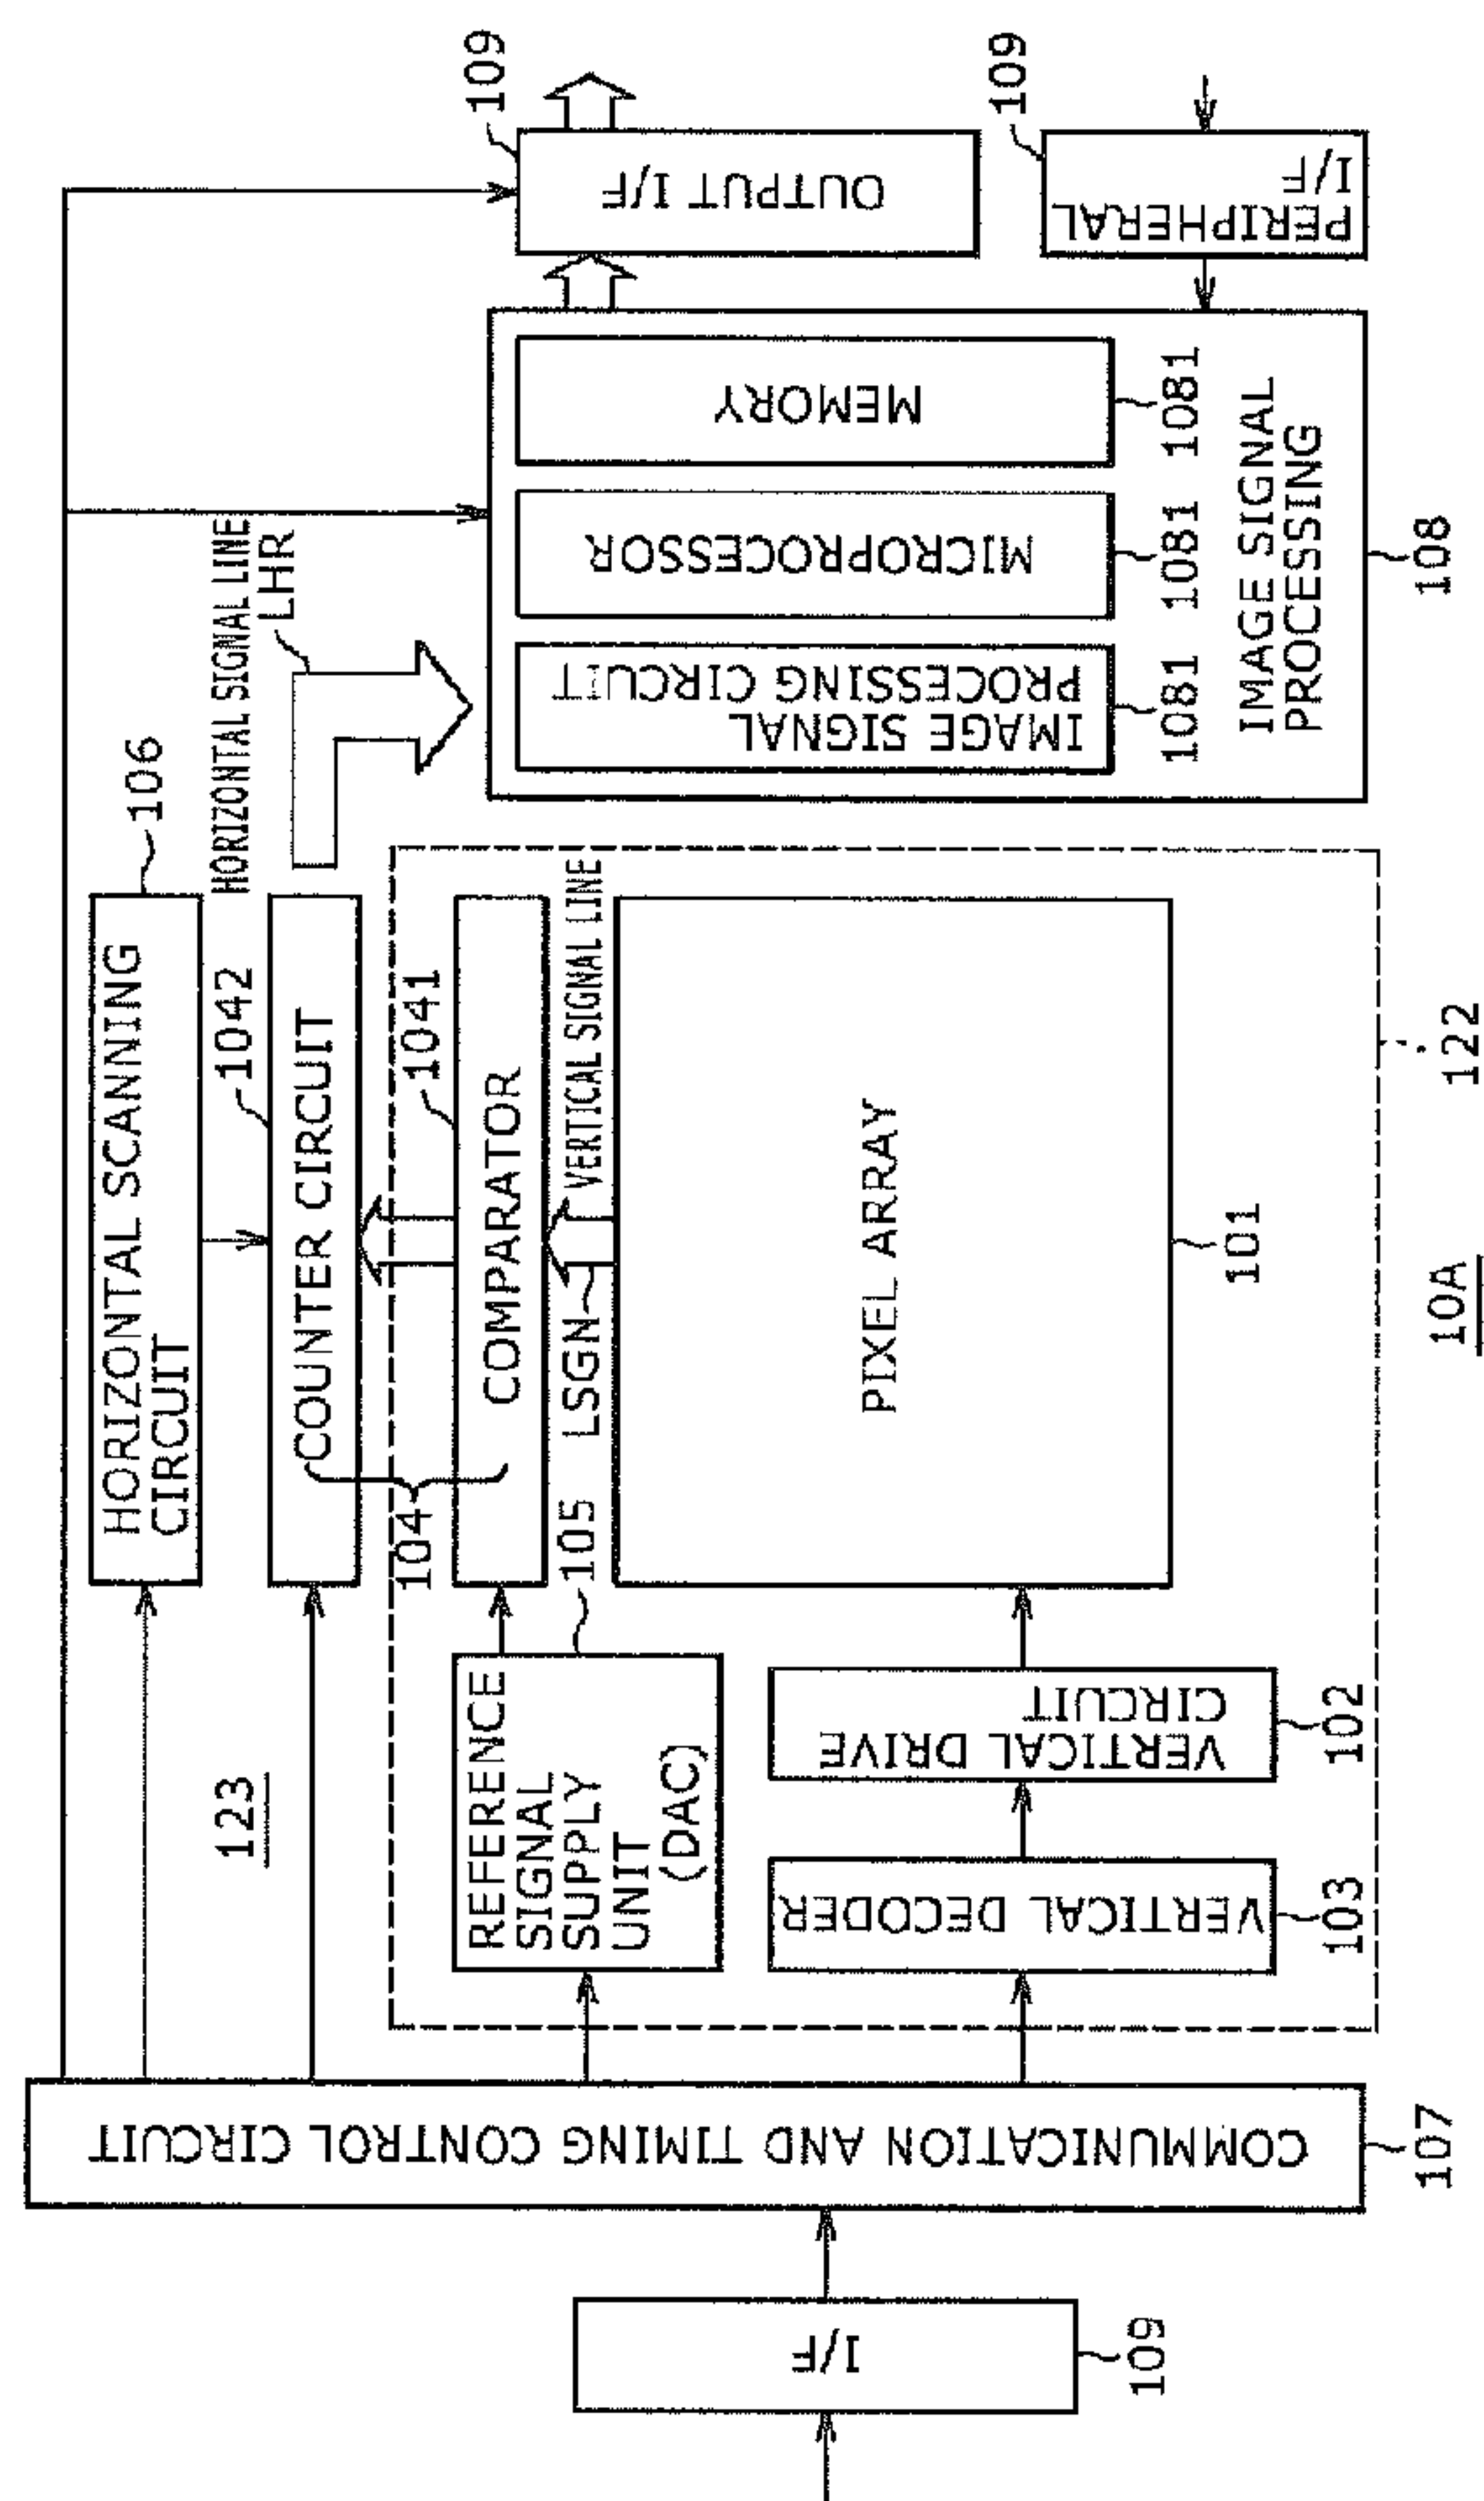 10A
123
HORIZONTAL SCANNING
CIRCUIT
106
HORIZONTAL SIGNAL LINE
LHR
COUNTER CIRCUIT
1042
104
COMPARATOR
1041
VERTICAL SIGNAL LINE
LSGN
REFERENCE
SIGNAL
SUPPLY
UNIT
(DAC)
105
PIXEL ARRAY
101
VERTICAL DRIVE
CIRCUIT
102
VERTICAL DECODER
103
122
COMMUNICATION AND TIMING CONTROL CIRCUIT
107
I/F
109
IMAGE SIGNAL
PROCESSING CIRCUIT
1081
MICROPROCESSOR
1081
MEMORY
1081
IMAGE SIGNAL
PROCESSING
108
OUTPUT I/F
109
PERIPHERAL
I/F
109